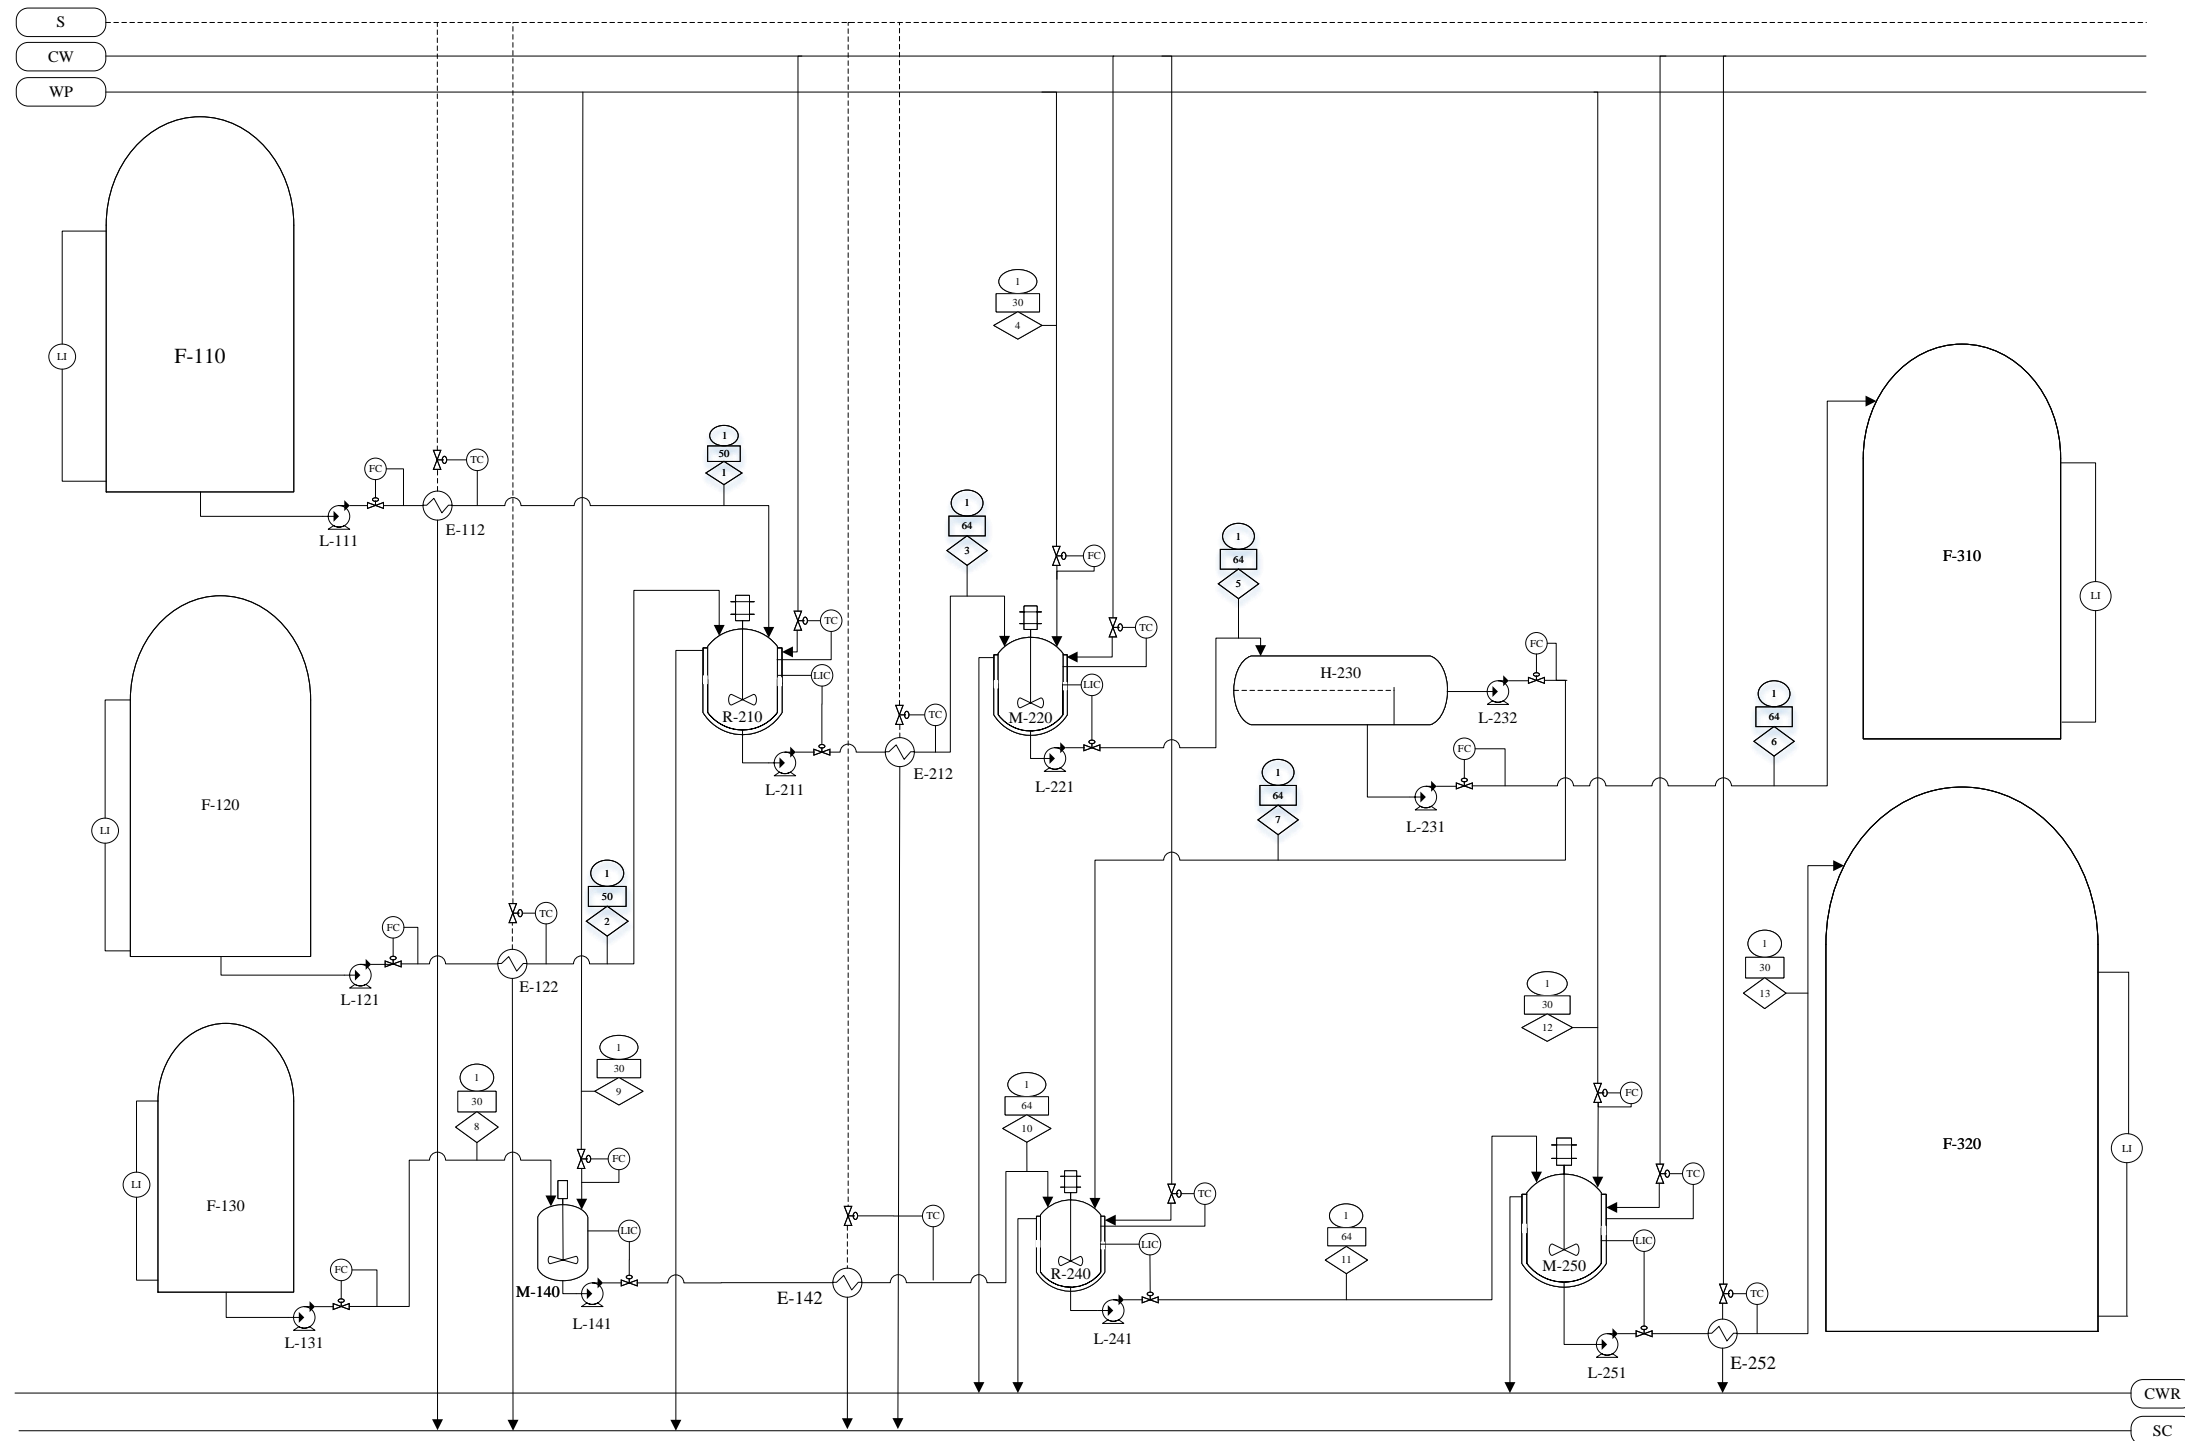 S
CW
WP
F-110
LI
FC
TC
L-111
E-112
1
50
1
F-120
LI
FC
TC
L-121
E-122
1
50
2
F-130
LI
FC
L-131
1
30
8
1
30
9
FC
LIC
M-140
L-141
TC
E-142
TC
LIC
R-210
L-211
TC
E-212
1
64
3
1
30
4
FC
TC
LIC
M-220
L-221
1
64
5
H-230
FC
L-232
FC
L-231
1
64
6
1
64
7
F-310
LI
1
64
10
TC
LIC
R-240
L-241
1
64
11
1
30
12
FC
TC
LIC
M-250
L-251
TC
E-252
1
30
13
F-320
LI
CWR
SC